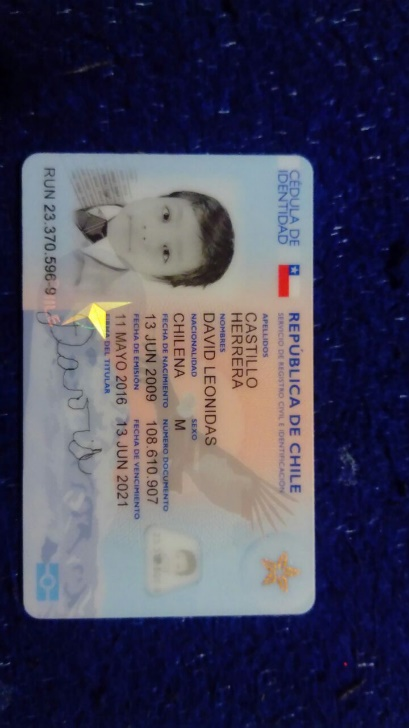 CÉDULA DE
IDENTIDAD
REPÚBLICA DE CHILE
SERVICIO DE REGISTRO CIVIL E IDENTIFICACIÓN
APELLIDOS
CASTILLO
HERRERA
NOMBRES
DAVID LEONIDAS
NACIONALIDAD SEXO
CHILENA M
FECHA DE NACIMIENTO NÚMERO DOCUMENTO
13 JUN 2009 108.610.907
FECHA DE EMISIÓN FECHA DE VENCIMIENTO
11 MAYO 2016 13 JUN 2021
FIRMA DEL TITULAR
RUN 23.370.596-9